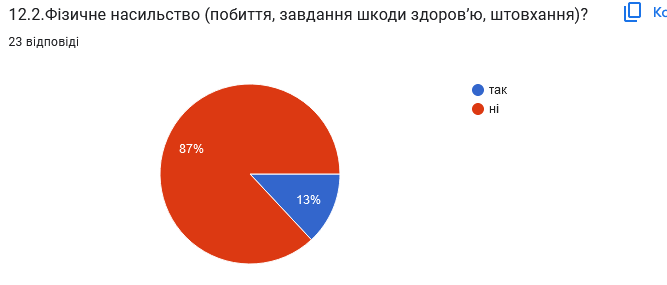 12.2.Фізичне насильство (побиття, завдання шкоди здоров’ю, штовхання)?
23 відповіді
так
ні
87%
13%